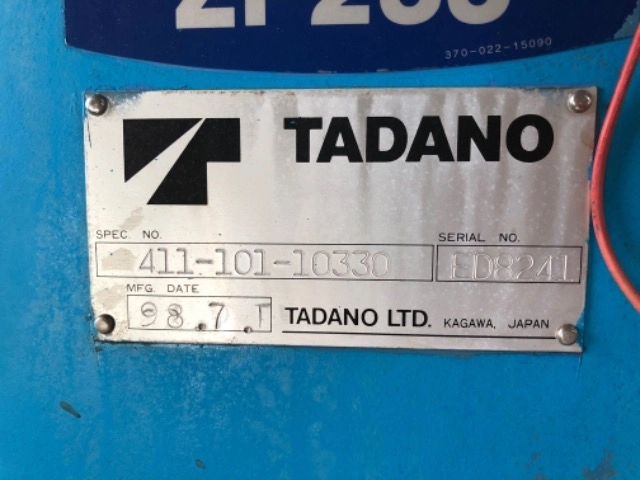 370-022-15090
TADANO
SPEC. NO.
SERIAL NO.
411-101-10330
ED8241
MFG. DATE
98.7.T
TADANO LTD. KAGAWA, JAPAN